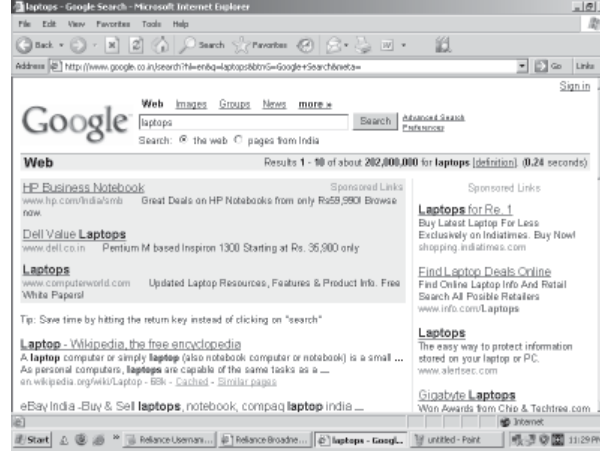 laptops - Google Search - Microsoft Internet Explorer
File Edit View Favorites Tools Help
Back Search Favorites
Address http://www.google.co.in/search?hl=en&q=laptops&btnG=Google+Search&meta= Go Links
Sign in
Google
Web Images Groups News more »
laptops Search Advanced Search
Preferences
Search: the web pages from India
Web Results 1 - 10 of about 202,000,000 for laptops [definition]. (0.24 seconds)
HP Business Notebook Sponsored Links
www.hp.com/India/smb Great Deals on HP Notebooks from only Rs59,990! Browse
now.
Dell Value Laptops
www.dell.co.in Pentium M based Inspiron 1300 Starting at Rs. 36,900 only
Laptops
www.computerworld.com Updated Laptop Resources, Features & Product Info. Free
White Papers!
Tip: Save time by hitting the return key instead of clicking on "search"
Laptop - Wikipedia, the free encyclopedia
A laptop computer or simply laptop (also notebook computer or notebook) is a small ...
As personal computers, laptops are capable of the same tasks as a ...
en.wikipedia.org/wiki/Laptop - 68k - Cached - Similar pages
eBay India -Buy & Sell laptops, notebook, compaq laptop india ...
Sponsored Links
Laptops for Re. 1
Buy Latest Laptop For Less
Exclusively on Indiatimes. Buy Now!
shopping.indiatimes.com
Find Laptop Deals Online
Find Online Laptop Info And Retail
Search All Posible Retailers
www.info.com/Laptops
Laptops
The easy way to protect information
stored on your laptop or PC.
www.alertsec.com
Gigabyte Laptops
Won Awards from Chip & Techtree.com
Internet
Start Reliance-Usernam... Reliance Broadne... laptops - Googl... untitled - Paint 11:29 PM